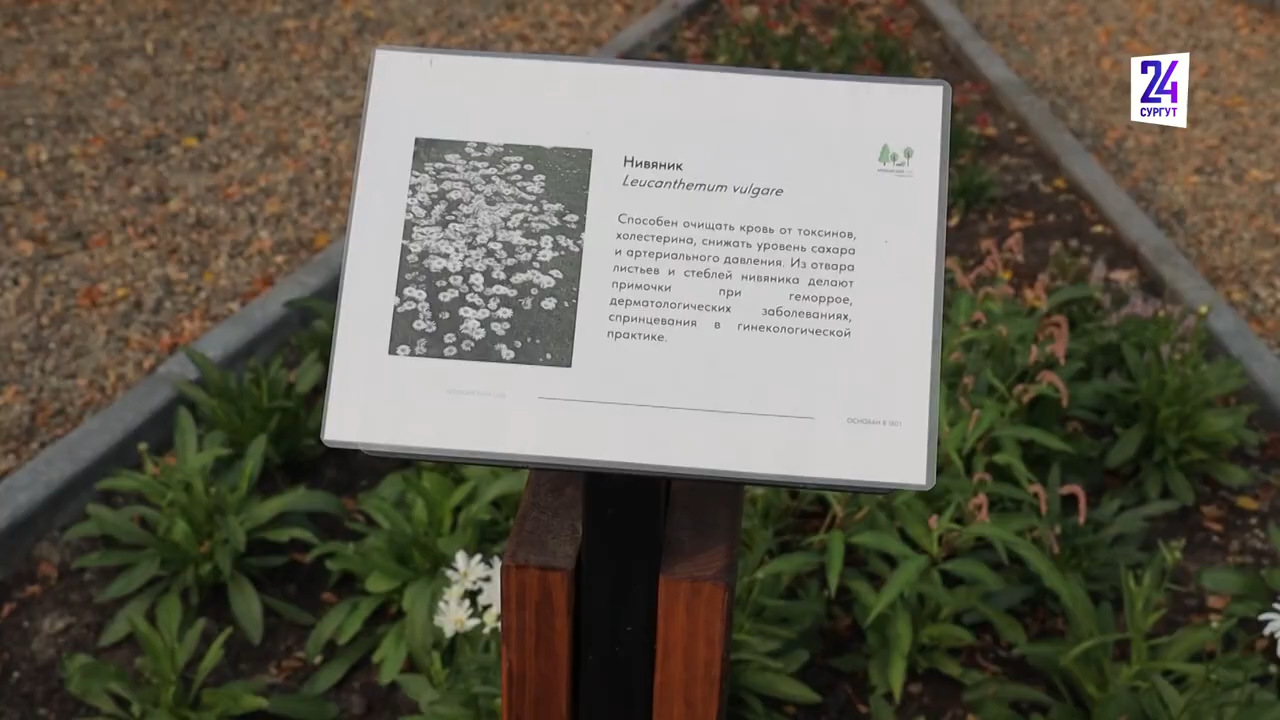 24
СУРГУТ
Нивяник
Leucanthemum vulgare
Способен очищать кровь от токсинов,
холестерина, снижать уровень сахара
и артериального давления. Из отвара
листьев и стеблей нивяника делают
примочки при геморрое,
дерматологических заболеваниях,
спринцевания в гинекологической
практике.
ОСНОВАН В